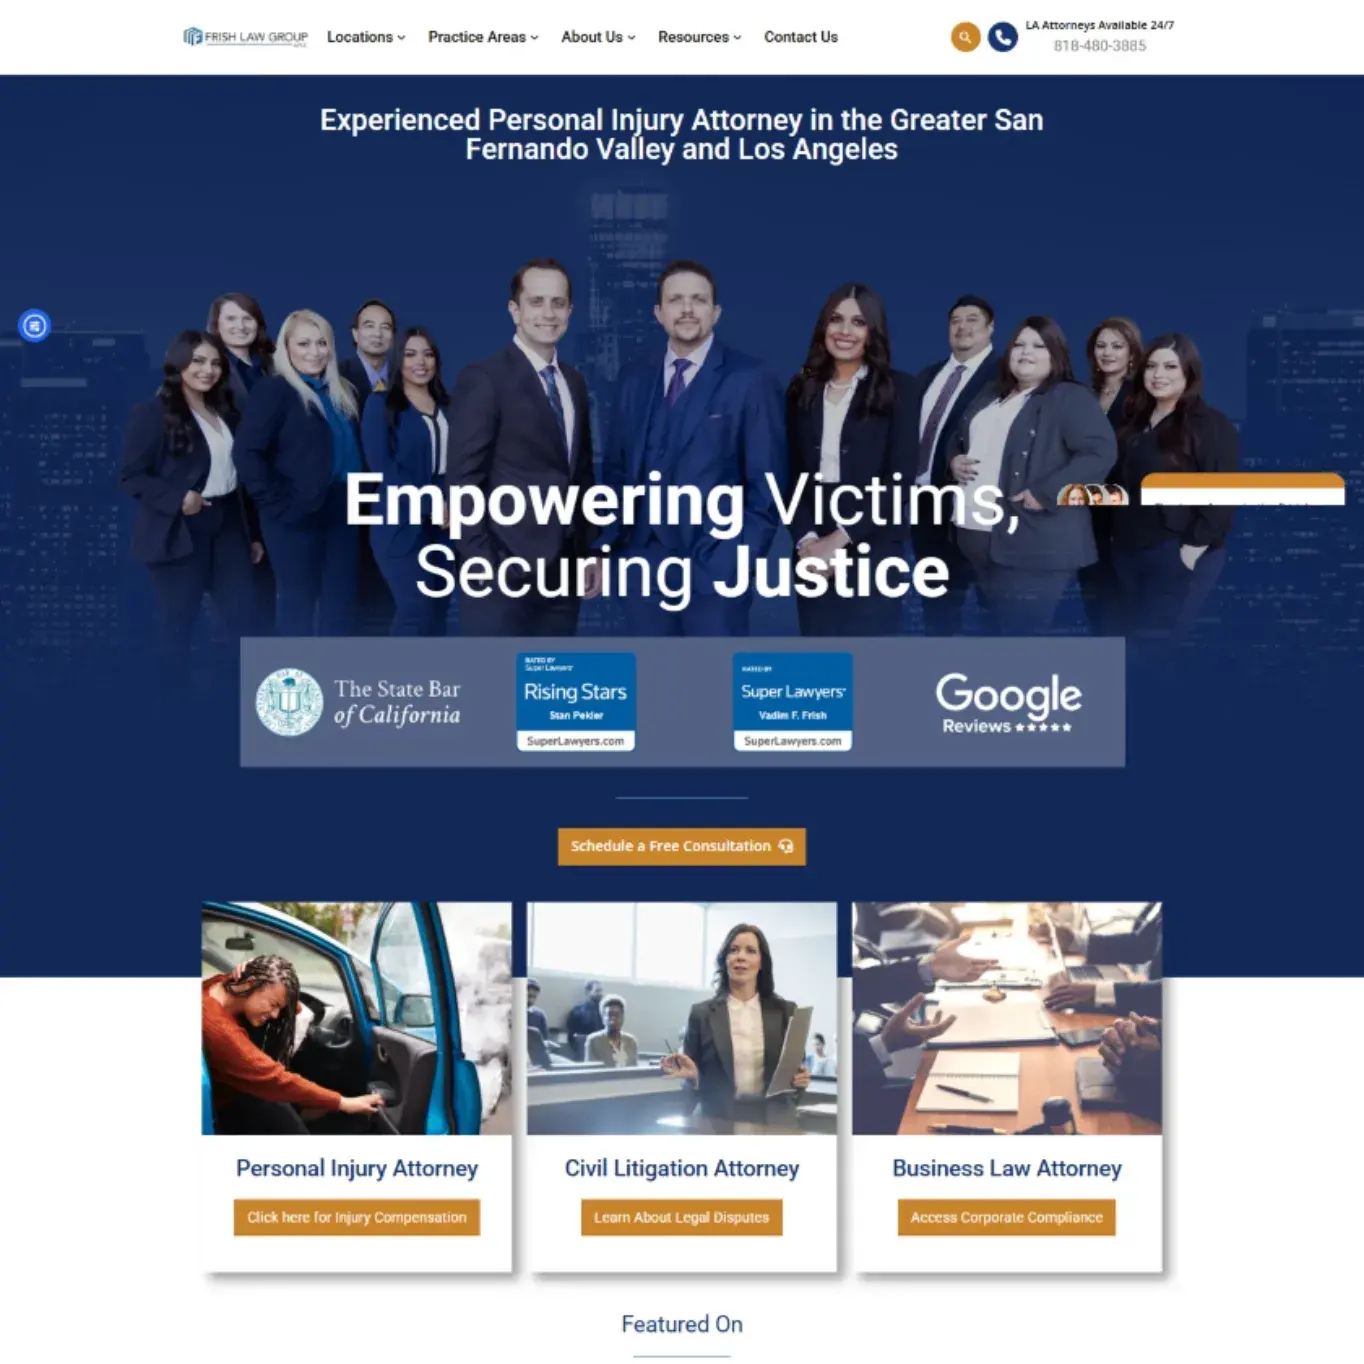 FRISH LAW GROUP
APLC
Locations
Practice Areas
About Us
Resources
Contact Us
LA Attorneys Available 24/7
818-480-3885
Experienced Personal Injury Attorney in the Greater San
Fernando Valley and Los Angeles
Empowering Victims,
Securing Justice
The State Bar
of California
RATED BY
Super Lawyers
Rising Stars
Stan Pekler
SuperLawyers.com
RATED BY
Super Lawyers
Vadim F. Frish
SuperLawyers.com
Google
Reviews ★★★★★
Schedule a Free Consultation
Personal Injury Attorney
Click here for Injury Compensation
Civil Litigation Attorney
Learn About Legal Disputes
Business Law Attorney
Access Corporate Compliance
Featured On